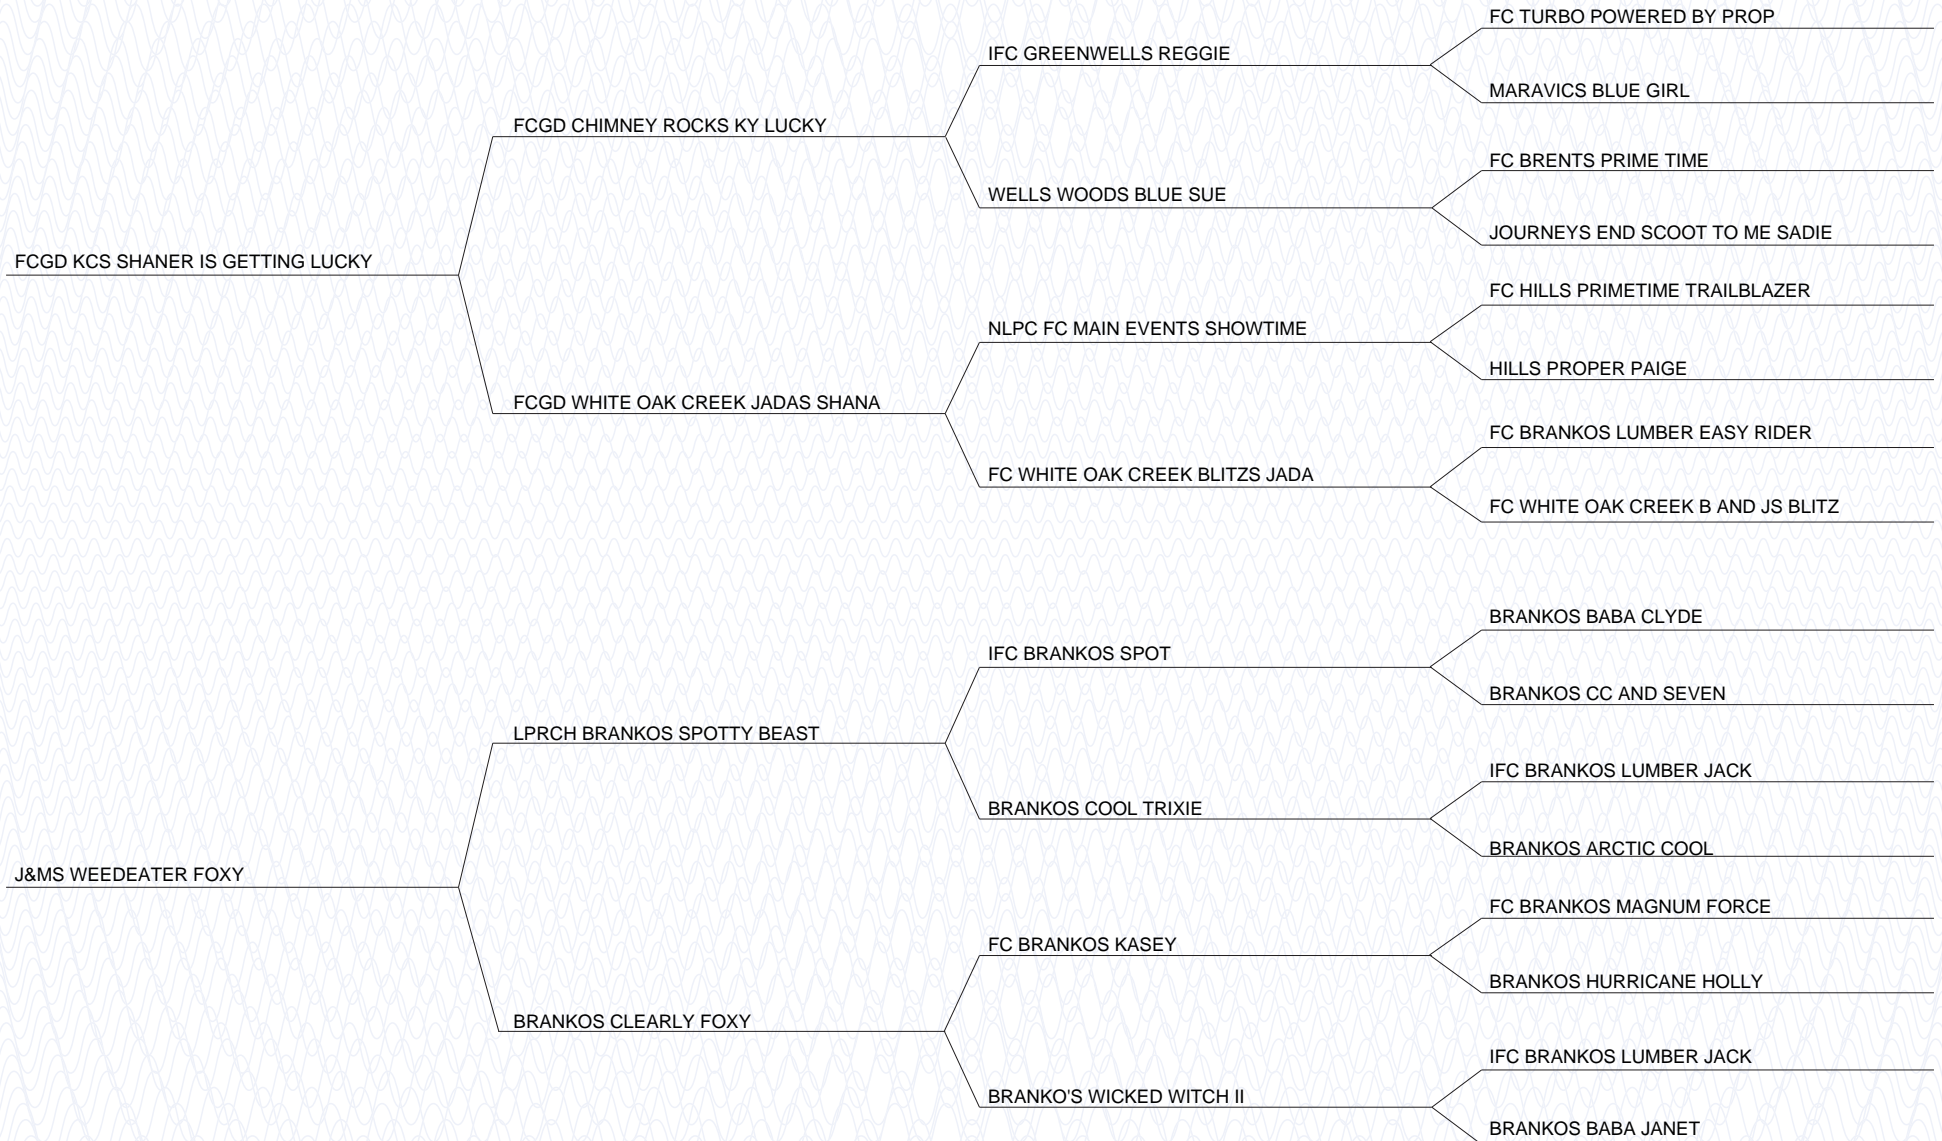 FC TURBO POWERED BY PROP
IFC GREENWELLS REGGIE
MARAVICS BLUE GIRL
FCGD CHIMNEY ROCKS KY LUCKY
FC BRENTS PRIME TIME
WELLS WOODS BLUE SUE
JOURNEYS END SCOOT TO ME SADIE
FCGD KCS SHANER IS GETTING LUCKY
FC HILLS PRIMETIME TRAILBLAZER
NLPC FC MAIN EVENTS SHOWTIME
HILLS PROPER PAIGE
FCGD WHITE OAK CREEK JADAS SHANA
FC BRANKOS LUMBER EASY RIDER
FC WHITE OAK CREEK BLITZS JADA
FC WHITE OAK CREEK B AND JS BLITZ
BRANKOS BABA CLYDE
IFC BRANKOS SPOT
BRANKOS CC AND SEVEN
LPRCH BRANKOS SPOTTY BEAST
IFC BRANKOS LUMBER JACK
BRANKOS COOL TRIXIE
BRANKOS ARCTIC COOL
J&MS WEEDEATER FOXY
FC BRANKOS MAGNUM FORCE
FC BRANKOS KASEY
BRANKOS HURRICANE HOLLY
BRANKOS CLEARLY FOXY
IFC BRANKOS LUMBER JACK
BRANKO'S WICKED WITCH II
BRANKOS BABA JANET